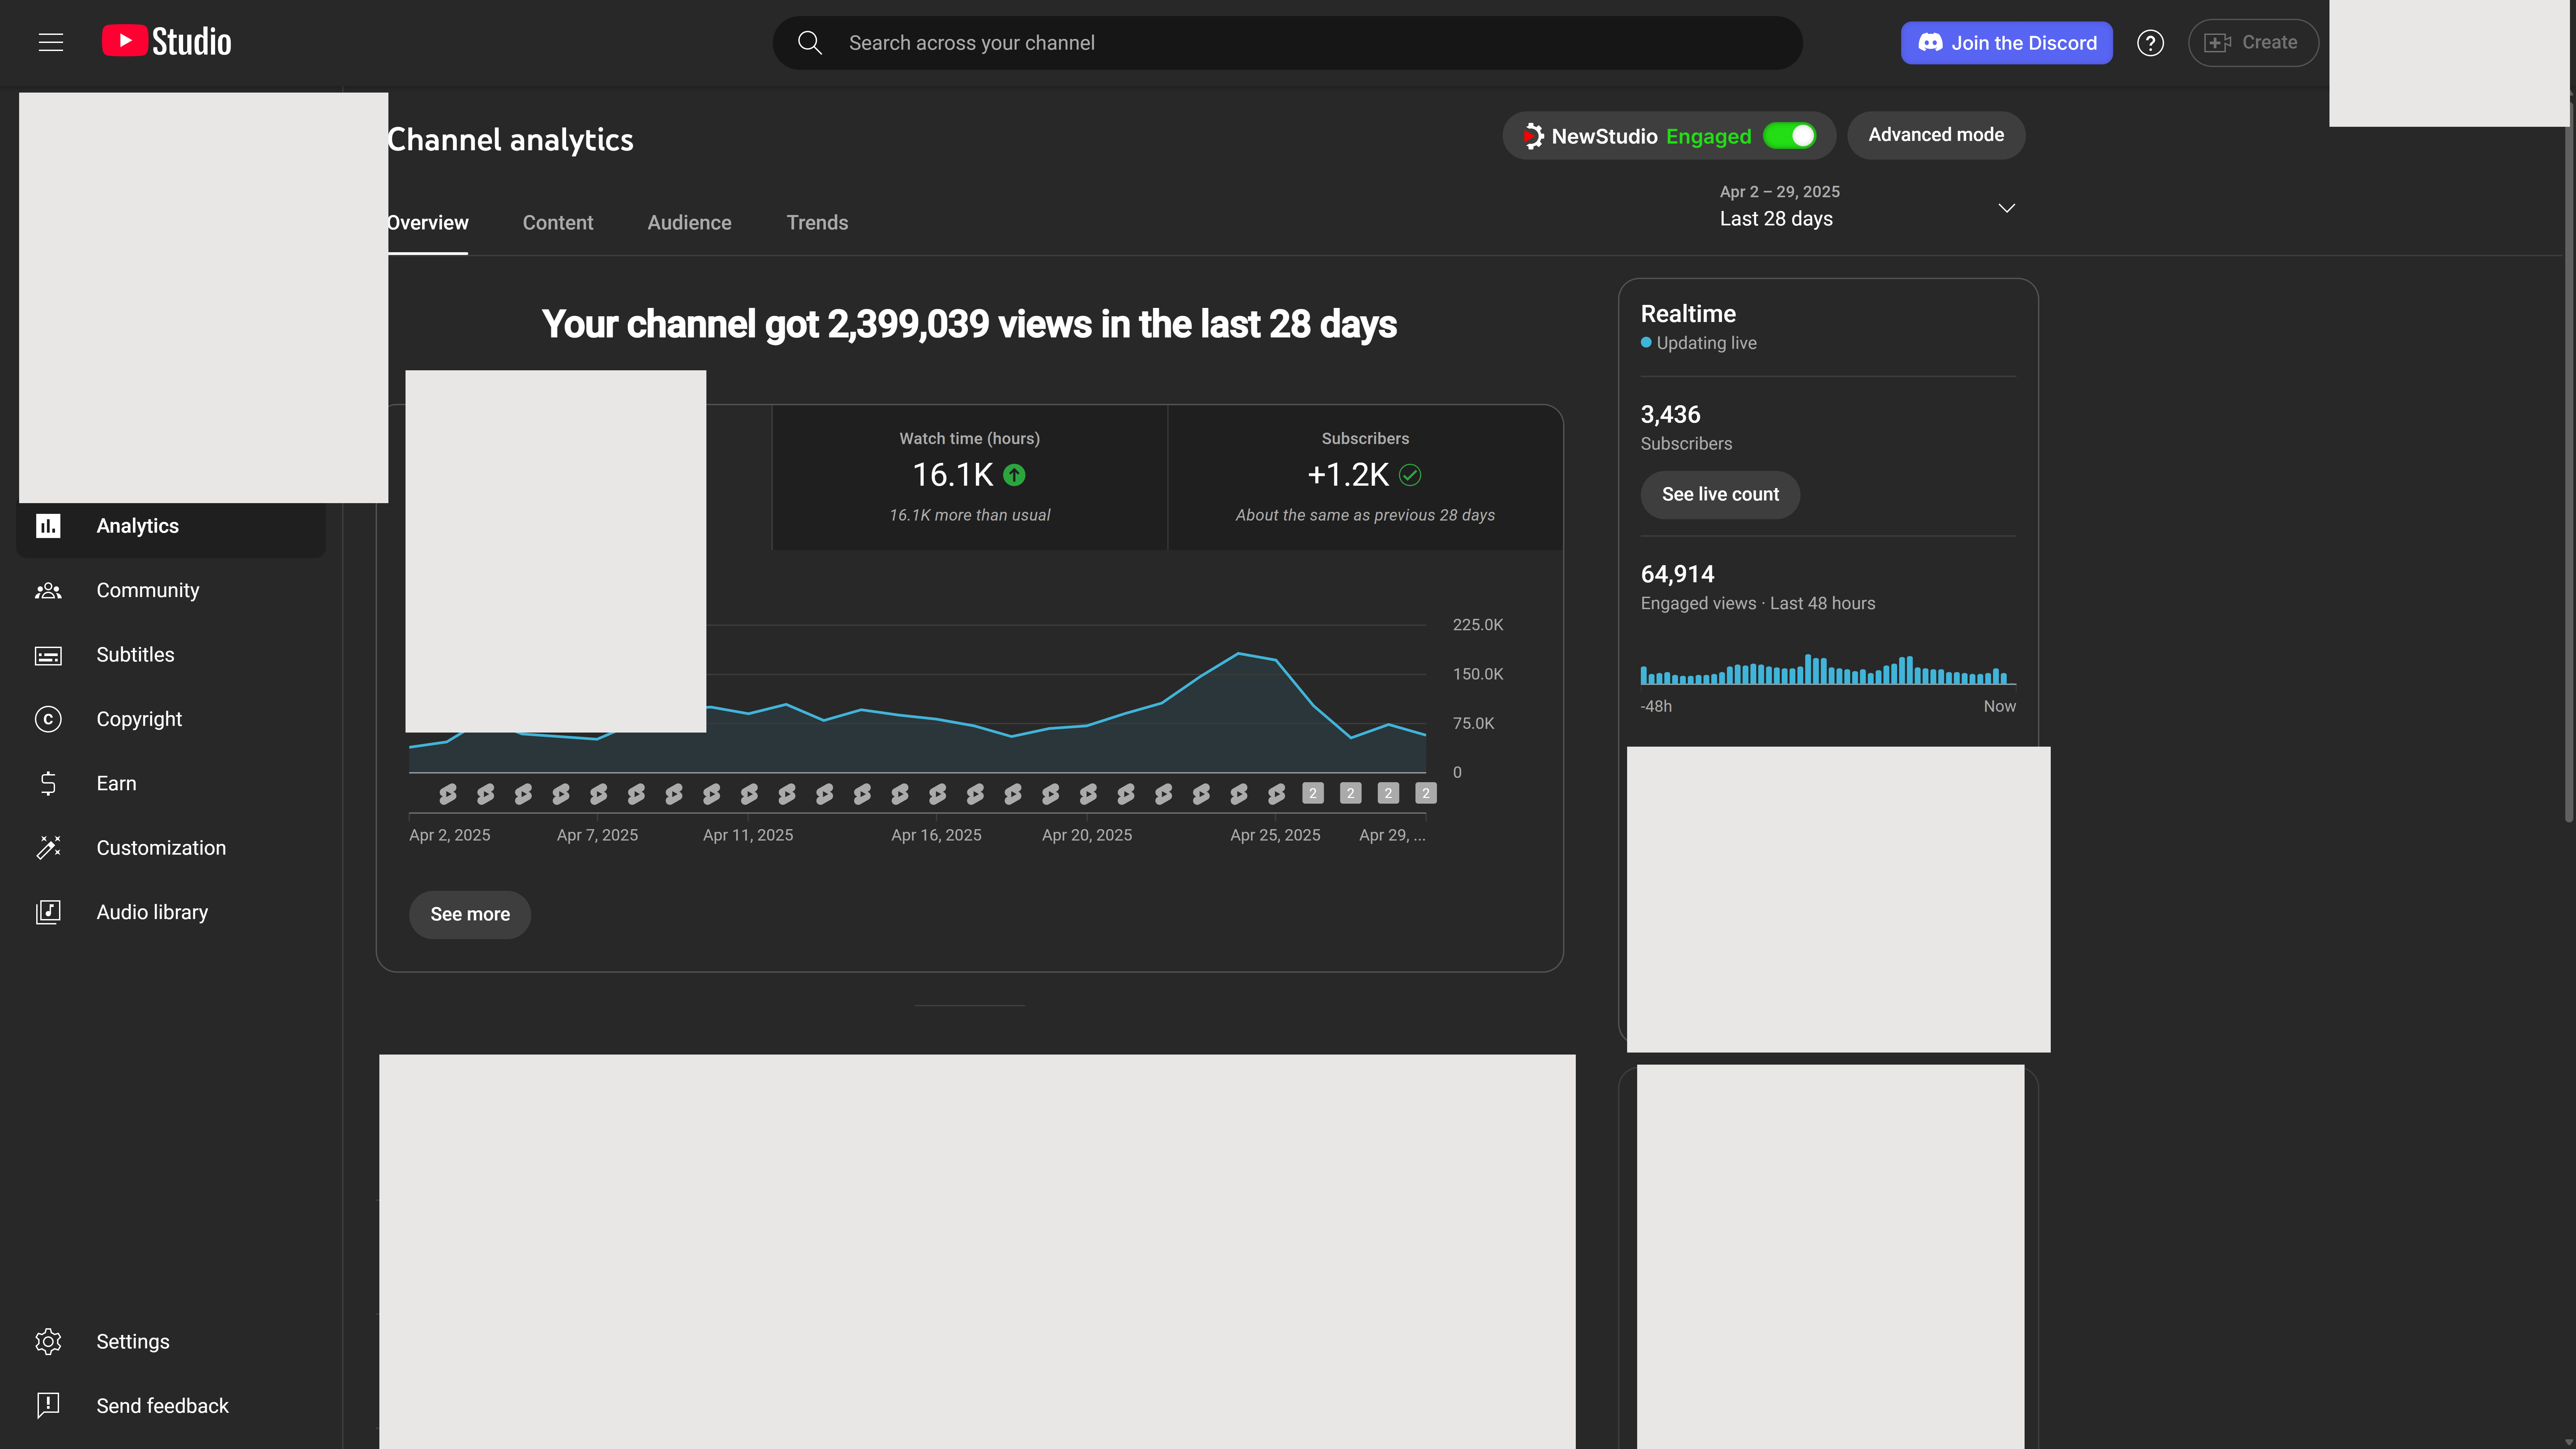 Studio
Search across your channel
Join the Discord
Create
Channel analytics
NewStudio Engaged
Advanced mode
Overview
Content
Audience
Trends
Apr 2 – 29, 2025
Last 28 days
Your channel got 2,399,039 views in the last 28 days
Watch time (hours)
16.1K
16.1K more than usual
Subscribers
+1.2K
About the same as previous 28 days
225.0K
150.0K
75.0K
0
2 2 2 2
Apr 2, 2025
Apr 7, 2025
Apr 11, 2025
Apr 16, 2025
Apr 20, 2025
Apr 25, 2025
Apr 29, ...
See more
Realtime
Updating live
3,436
Subscribers
See live count
64,914
Engaged views · Last 48 hours
-48h
Now
Analytics
Community
Subtitles
Copyright
Earn
Customization
Audio library
Settings
Send feedback